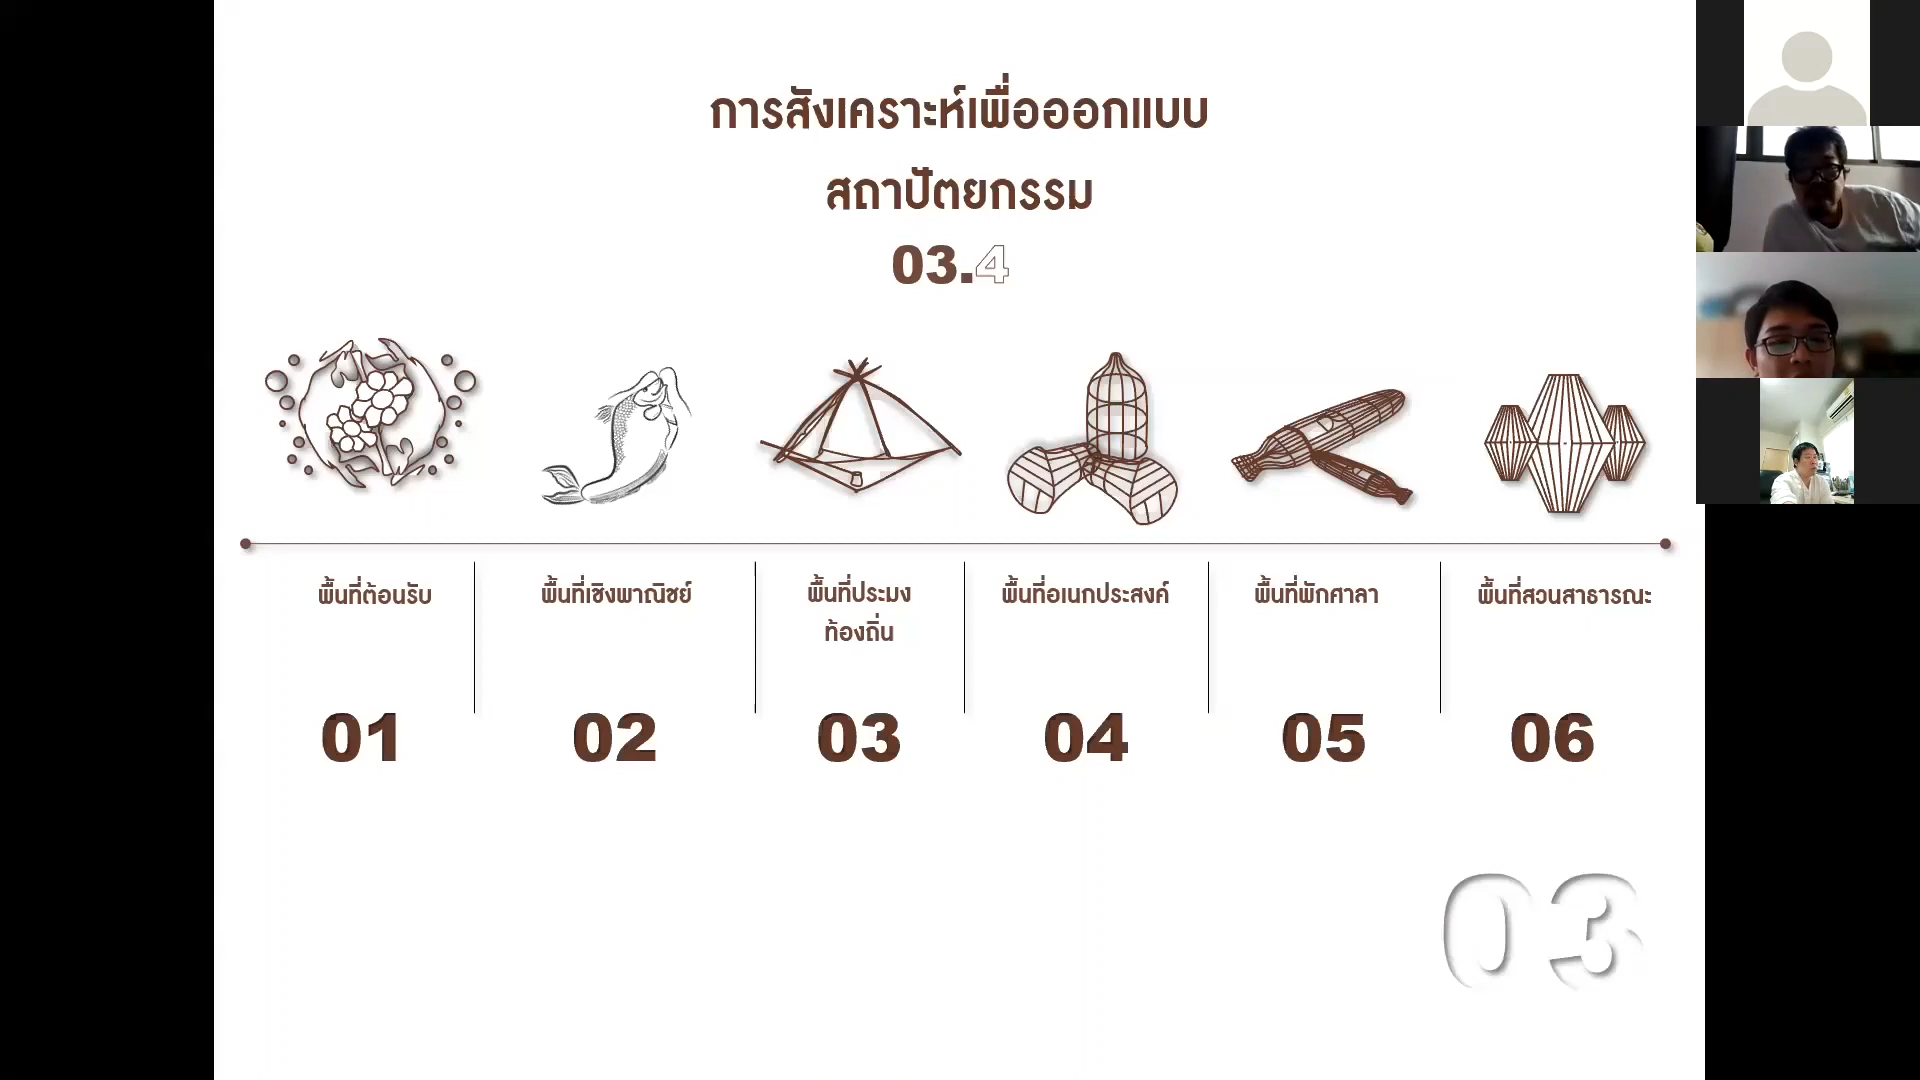 การสังเคราะห์เพื่อออกแบบ
สถาปัตยกรรม
03.4
พื้นที่ต้อนรับ
พื้นที่เชิงพาณิชย์
พื้นที่ประมง
ท้องถิ่น
พื้นที่อเนกประสงค์
พื้นที่พักศาลา
พื้นที่สวนสาธารณะ
01
02
03
04
05
06
03